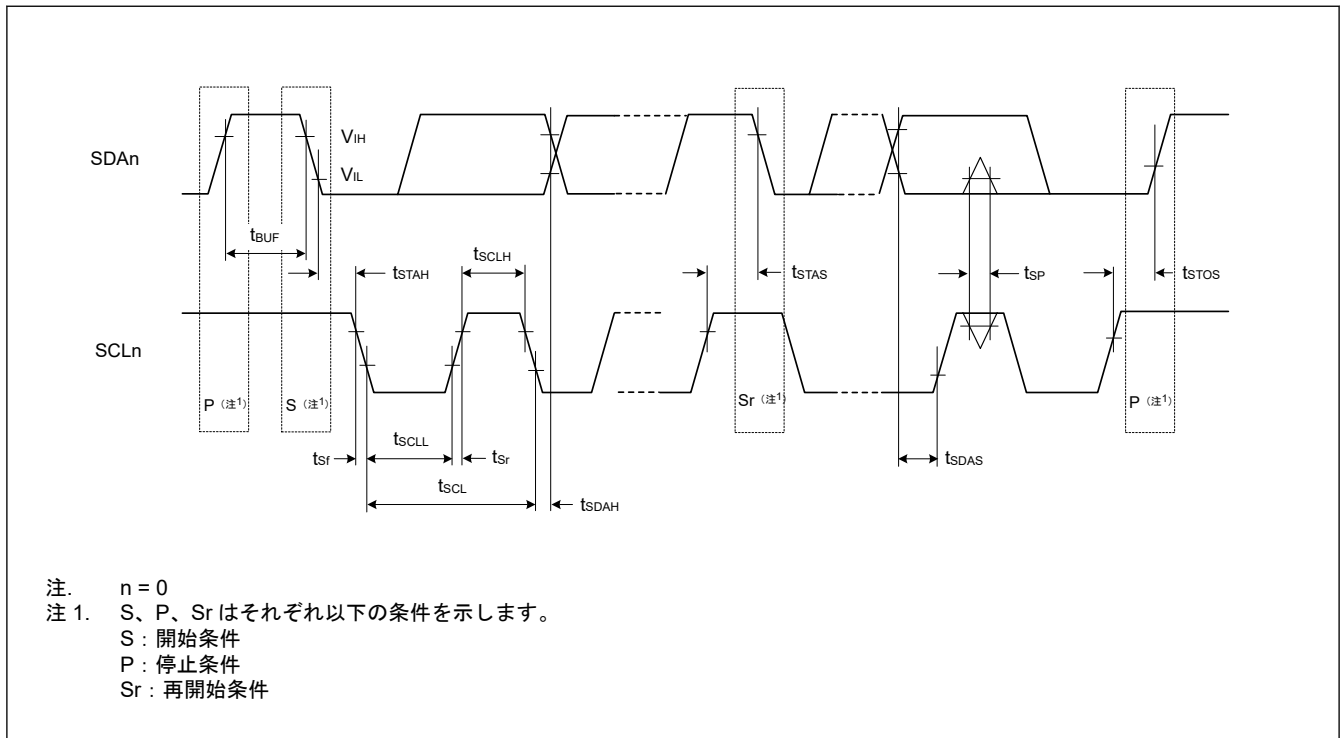 SDAn
VIH
VIL
tBUF
tSTAH
tSCLH
tSTAS
tSP
tSTOS
SCLn
P（注1）
S（注1）
Sr（注1）
P（注1）
tSf
tSCLL
tSr
tSDAS
tSCL
tSDAH
注. n = 0
注 1. S、P、Sr はそれぞれ以下の条件を示します。
S：開始条件
P：停止条件
Sr：再開始条件